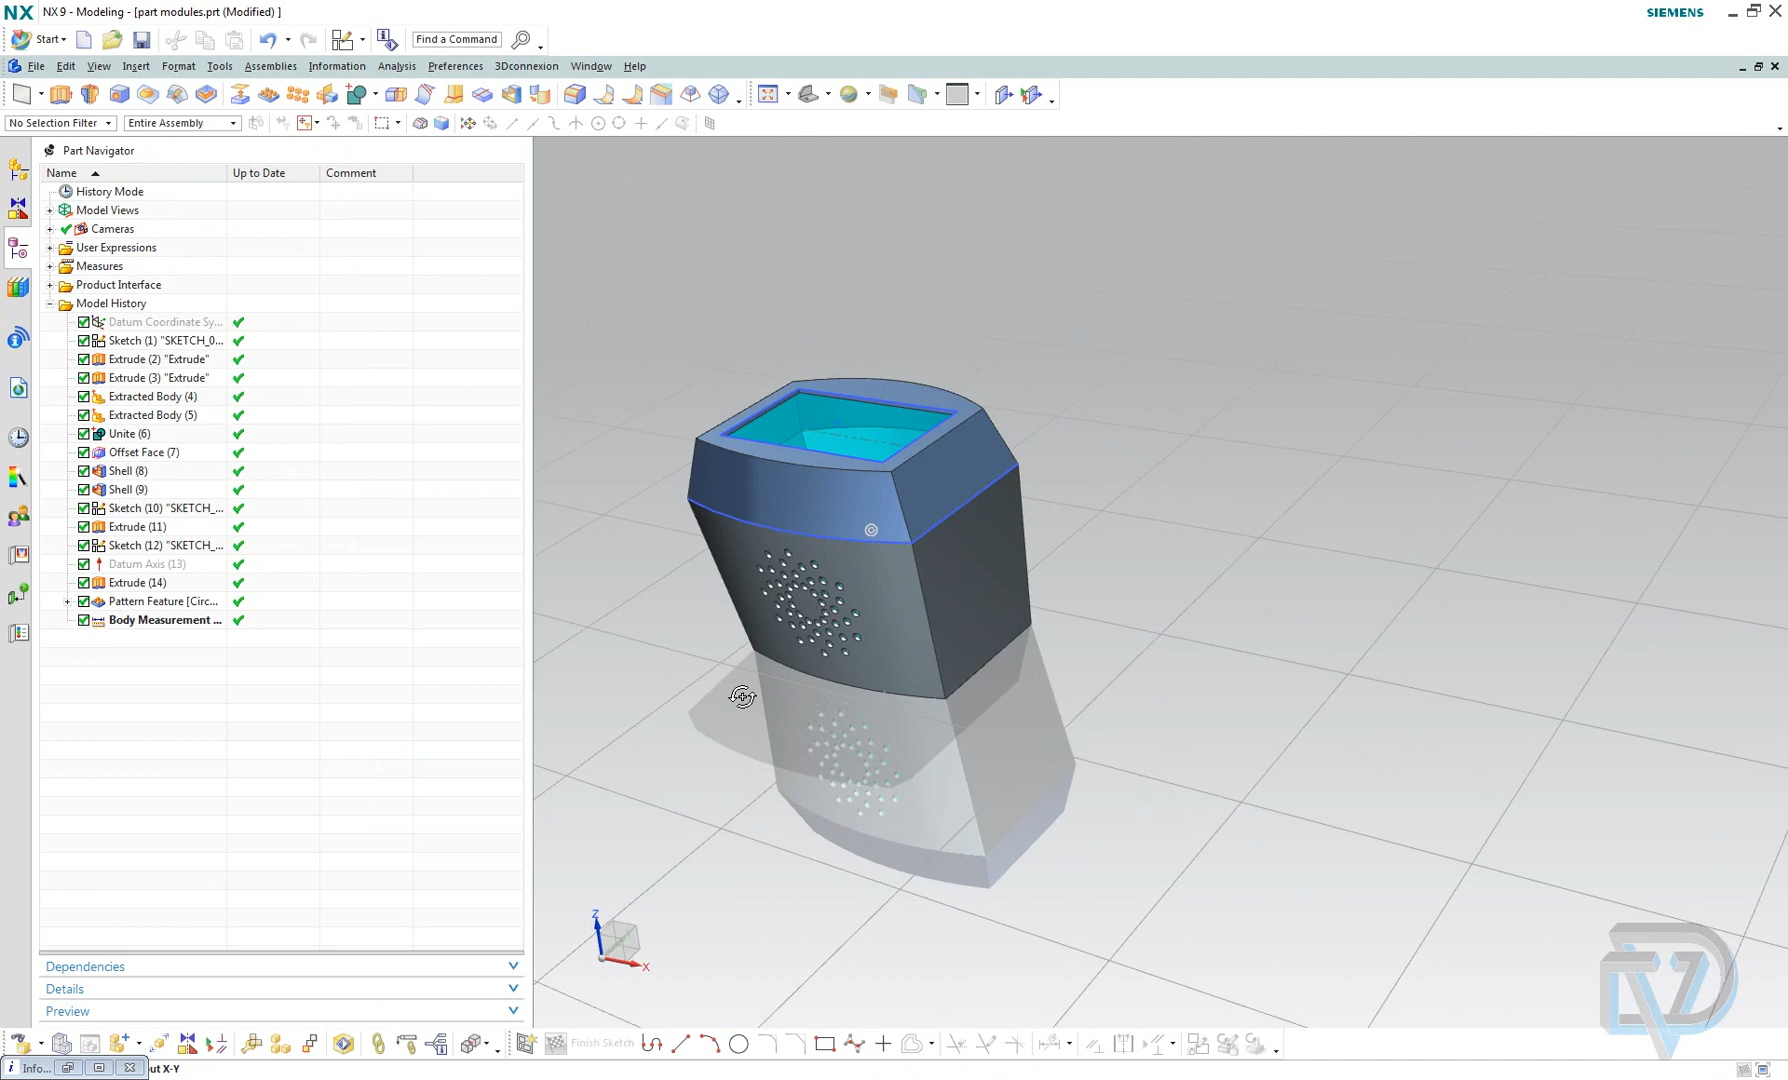 NX NX 9 - Modeling - [part modules.prt (Modified) ] SIEMENS
Start Find a Command
File Edit View Insert Format Tools Assemblies Information Analysis Preferences 3Dconnexion Window Help
No Selection Filter Entire Assembly
Part Navigator
Name Up to Date Comment
History Mode
Model Views
Cameras
User Expressions
Measures
Product Interface
Model History
Datum Coordinate Sy...
Sketch (1) "SKETCH_0...
Extrude (2) "Extrude"
Extrude (3) "Extrude"
Extracted Body (4)
Extracted Body (5)
Unite (6)
Offset Face (7)
Shell (8)
Shell (9)
Sketch (10) "SKETCH_...
Extrude (11)
Sketch (12) "SKETCH_...
Datum Axis (13)
Extrude (14)
Pattern Feature [Circ...
Body Measurement ...
Z
X
Dependencies
Details
Preview
Finish Sketch
i Info... out X-Y